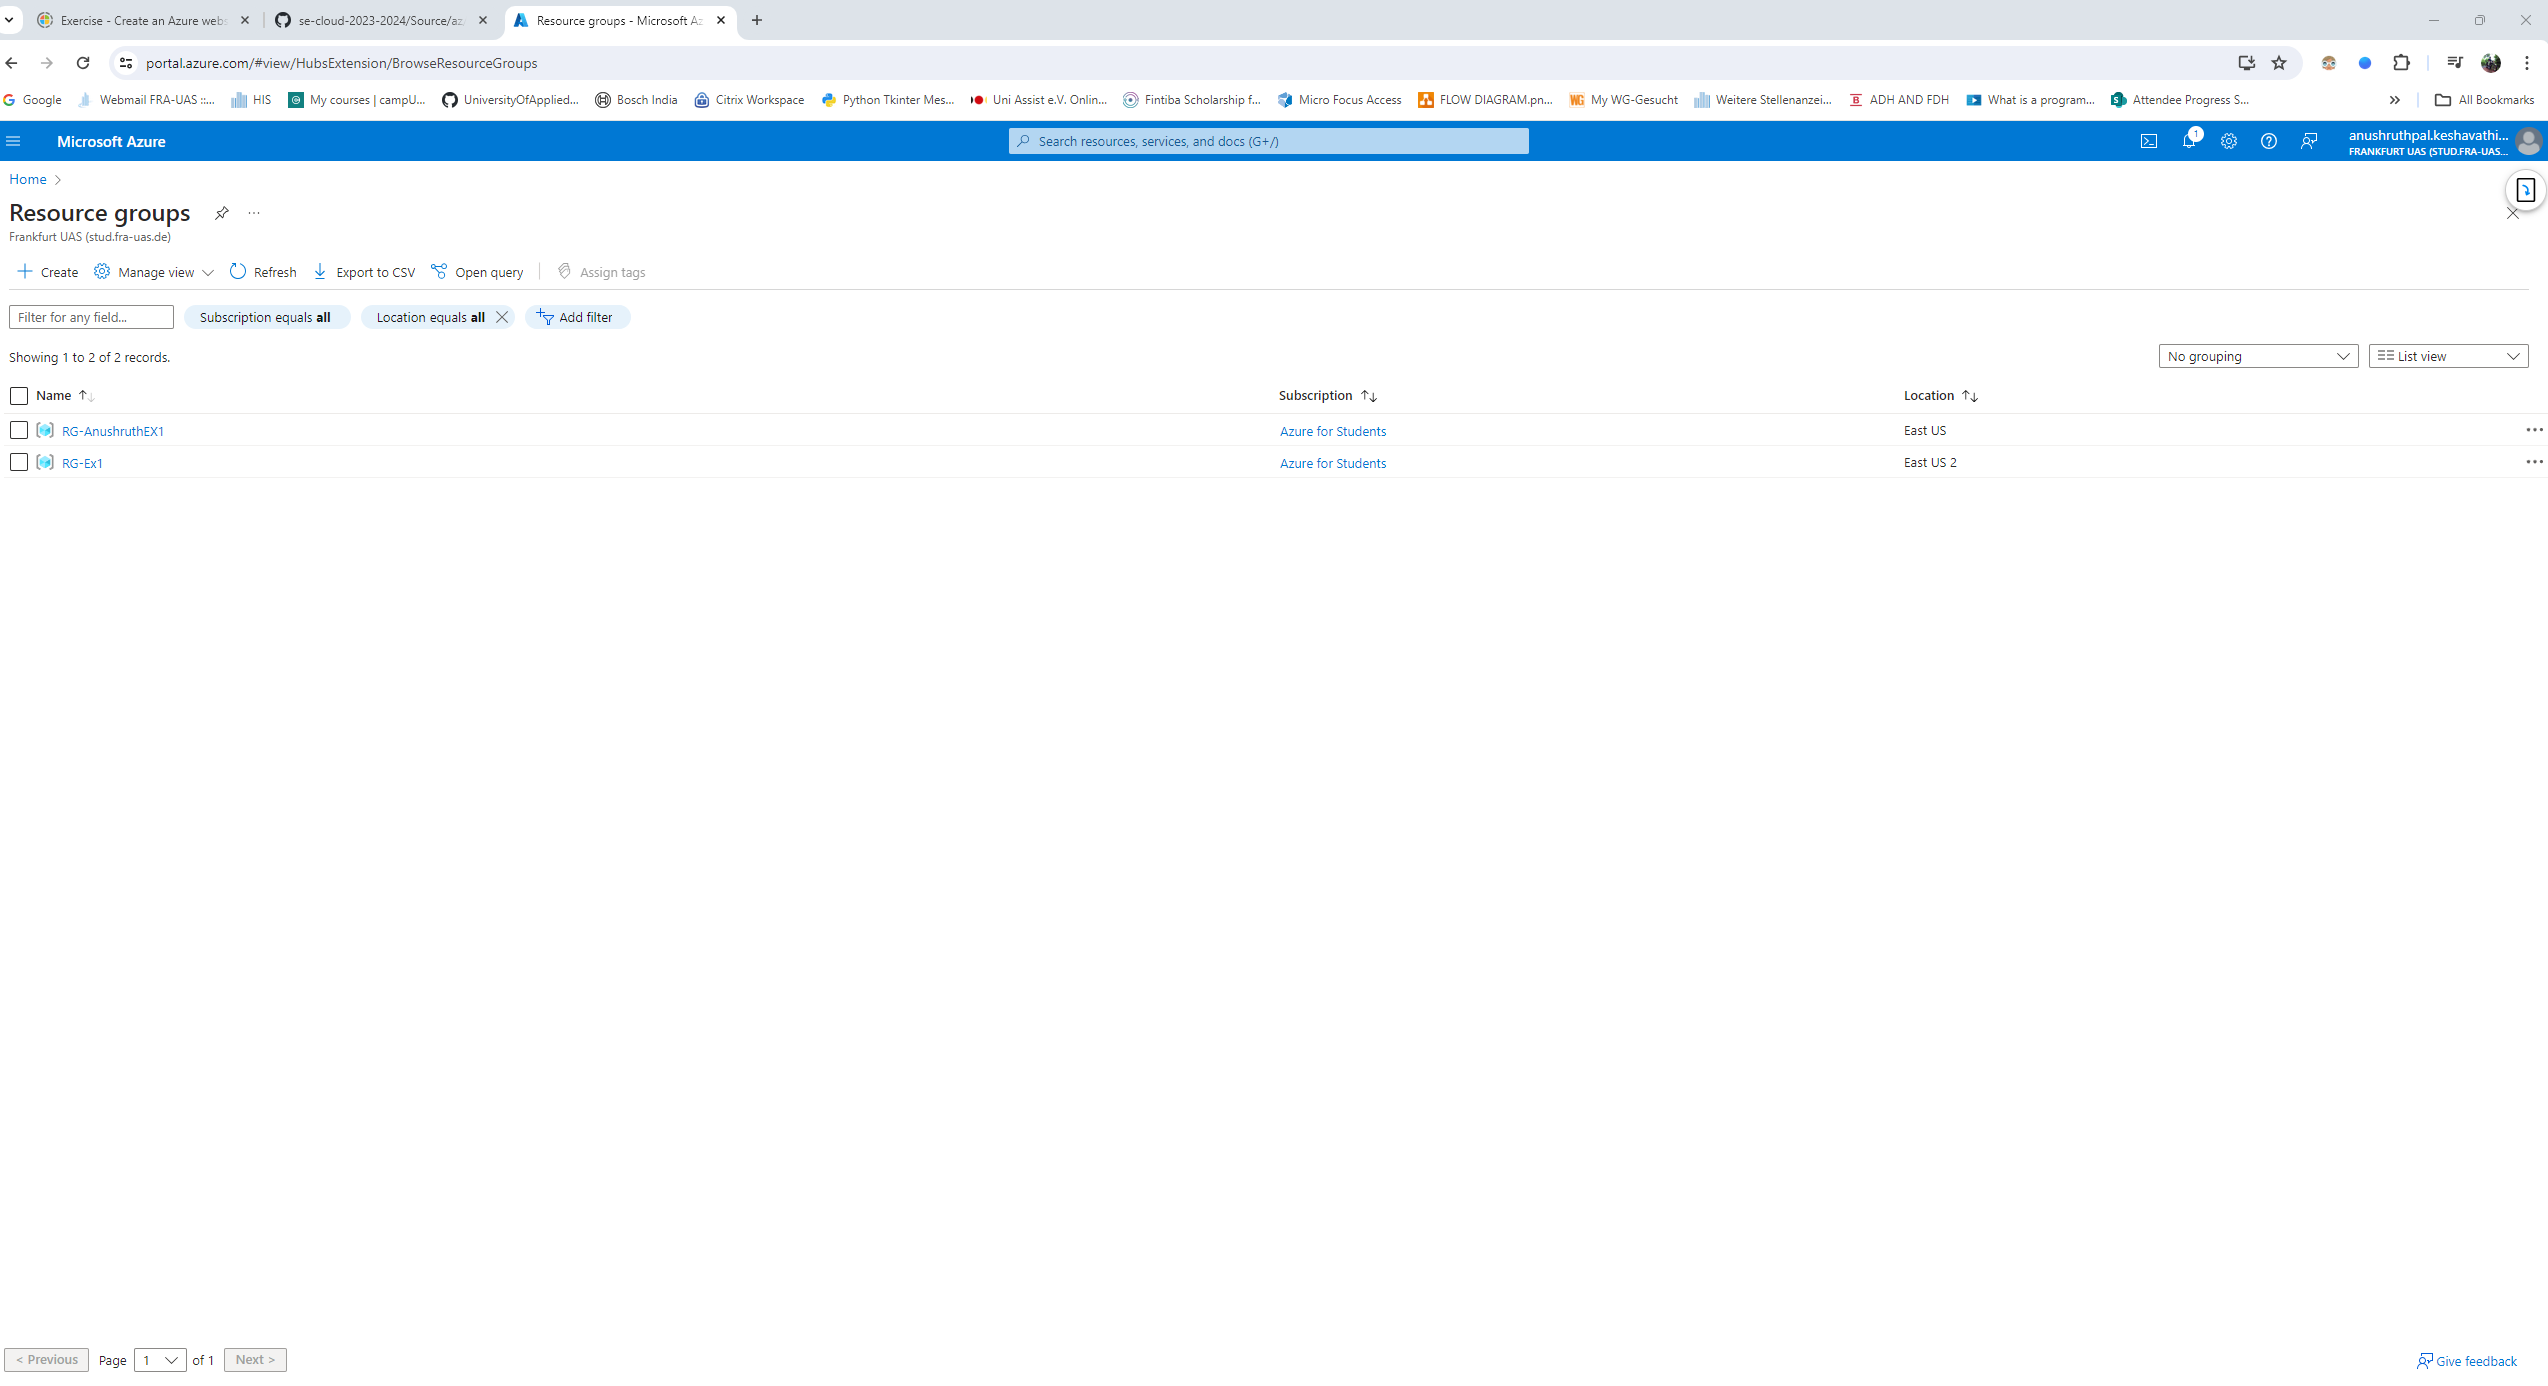 Exercise - Create an Azure webs
se-cloud-2023-2024/Source/az
Resource groups - Microsoft Az
portal.azure.com/#view/HubsExtension/BrowseResourceGroups
Google
Webmail FRA-UAS ::...
HIS
My courses | campU...
UniversityOfApplied...
Bosch India
Citrix Workspace
Python Tkinter Mes...
Uni Assist e.V. Onlin...
Fintiba Scholarship f...
Micro Focus Access
FLOW DIAGRAM.pn...
My WG-Gesucht
Weitere Stellenanzei...
ADH AND FDH
What is a program...
Attendee Progress S...
All Bookmarks
Microsoft Azure
Search resources, services, and docs (G+/)
1
anushruthpal.keshavathi...
FRANKFURT UAS (STUD.FRA-UAS...
Home
Resource groups
Frankfurt UAS (stud.fra-uas.de)
Create
Manage view
Refresh
Export to CSV
Open query
Assign tags
Filter for any field...
Subscription equals all
Location equals all
Add filter
Showing 1 to 2 of 2 records.
No grouping
List view
Name
Subscription
Location
RG-AnushruthEX1
Azure for Students
East US
RG-Ex1
Azure for Students
East US 2
< Previous
Page
1
of 1
Next >
Give feedback